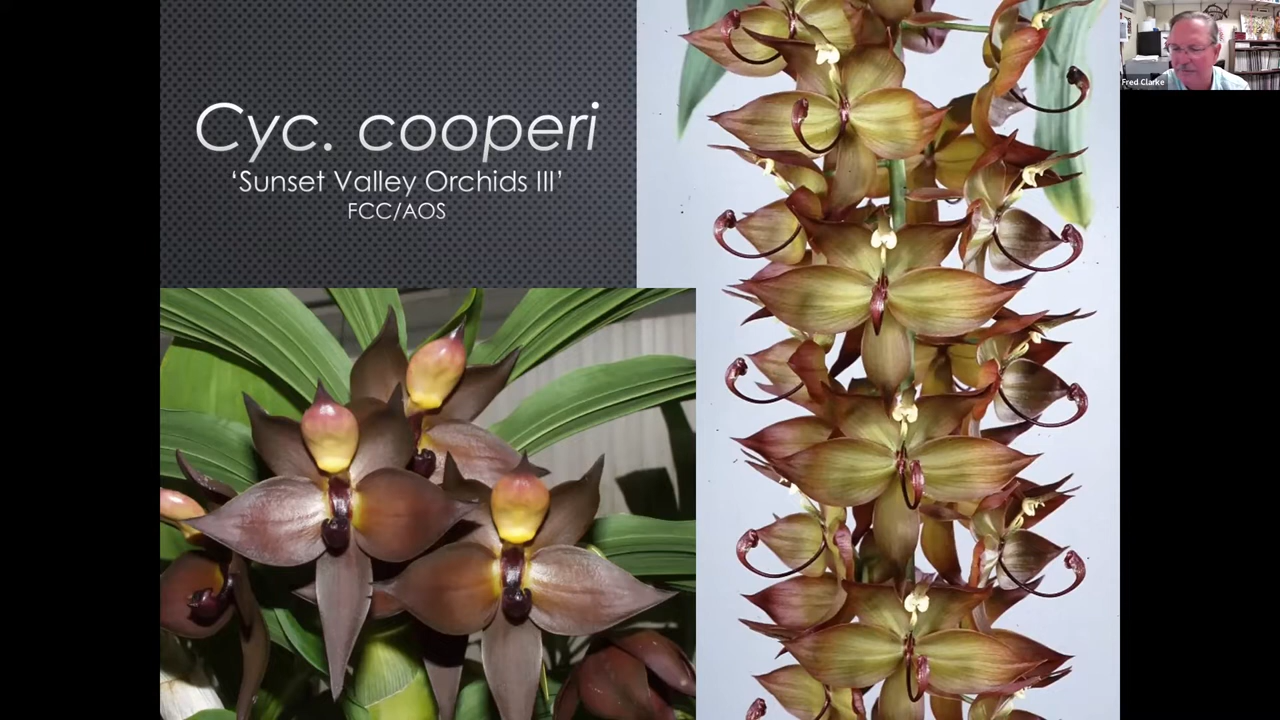 Cyc. cooperi
‘Sunset Valley Orchids III’
FCC/AOS
Fred Clarke